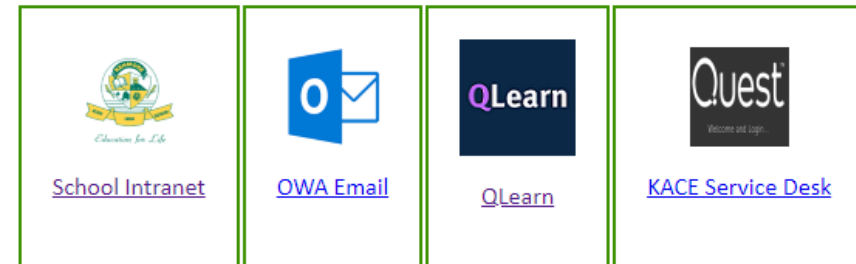 Education for Life
School Intranet
O
OWA Email
QLearn
QLearn
Quest
Welcome and Login...
KACE Service Desk